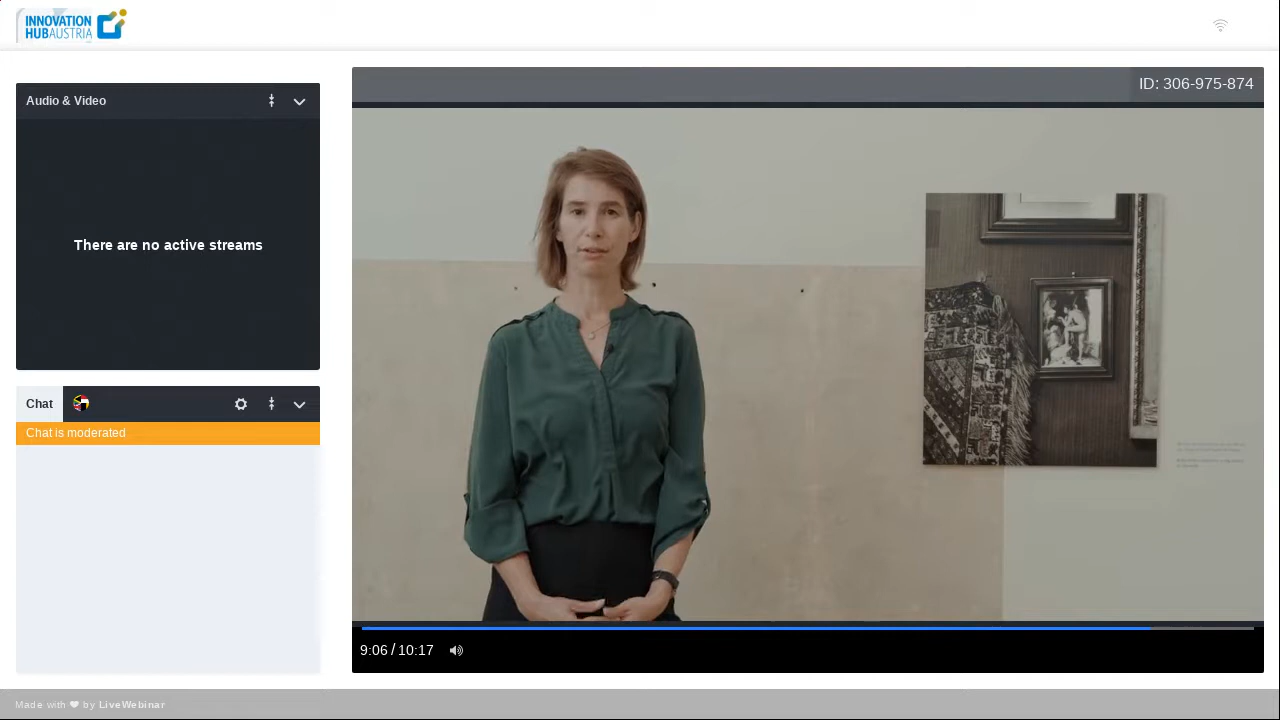 INNOVATION
HUBAUSTRIA
Audio & Video
ID: 306-975-874
There are no active streams
Chat
Chat is moderated
9:06 / 10:17
Made with ❤ by LiveWebinar